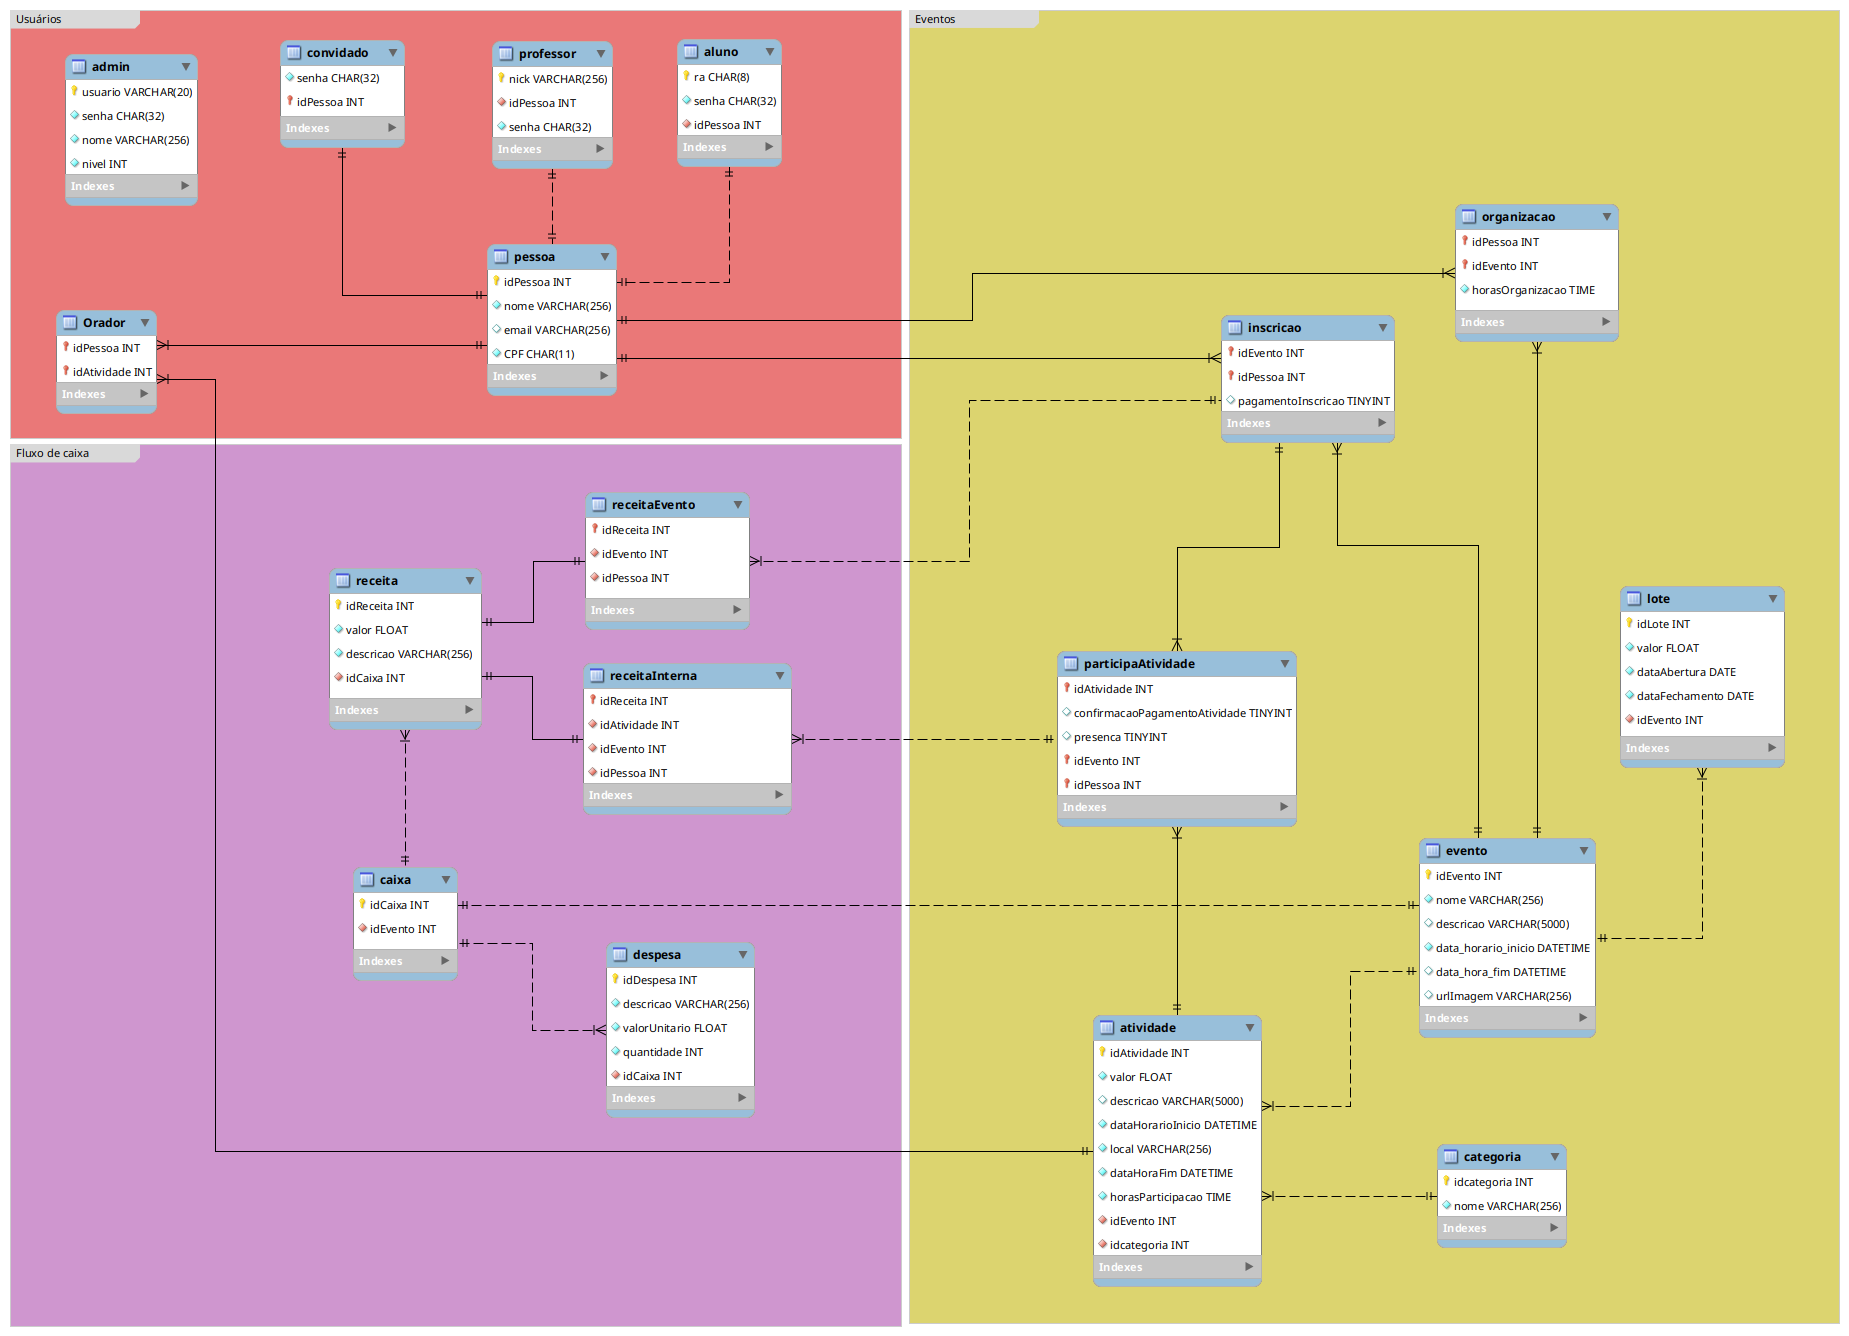 Usuários
admin
usuario VARCHAR(20)
senha CHAR(32)
nome VARCHAR(256)
nivel INT
Indexes
convidado
senha CHAR(32)
idPessoa INT
Indexes
professor
nick VARCHAR(256)
idPessoa INT
senha CHAR(32)
Indexes
aluno
ra CHAR(8)
senha CHAR(32)
idPessoa INT
Indexes
pessoa
idPessoa INT
nome VARCHAR(256)
email VARCHAR(256)
CPF CHAR(11)
Indexes
Orador
idPessoa INT
idAtividade INT
Indexes
Fluxo de caixa
receitaEvento
idReceita INT
idEvento INT
idPessoa INT
Indexes
receita
idReceita INT
valor FLOAT
descricao VARCHAR(256)
idCaixa INT
Indexes
receitaInterna
idReceita INT
idAtividade INT
idEvento INT
idPessoa INT
Indexes
caixa
idCaixa INT
idEvento INT
Indexes
despesa
idDespesa INT
descricao VARCHAR(256)
valorUnitario FLOAT
quantidade INT
idCaixa INT
Indexes
Eventos
organizacao
idPessoa INT
idEvento INT
horasOrganizacao TIME
Indexes
inscricao
idEvento INT
idPessoa INT
pagamentoInscricao TINYINT
Indexes
lote
idLote INT
valor FLOAT
dataAbertura DATE
dataFechamento DATE
idEvento INT
Indexes
participaAtividade
idAtividade INT
confirmacaoPagamentoAtividade TINYINT
presenca TINYINT
idEvento INT
idPessoa INT
Indexes
evento
idEvento INT
nome VARCHAR(256)
descricao VARCHAR(5000)
data_horario_inicio DATETIME
data_hora_fim DATETIME
urlImagem VARCHAR(256)
Indexes
atividade
idAtividade INT
valor FLOAT
descricao VARCHAR(5000)
dataHorarioInicio DATETIME
local VARCHAR(256)
dataHoraFim DATETIME
horasParticipacao TIME
idEvento INT
idcategoria INT
Indexes
categoria
idcategoria INT
nome VARCHAR(256)
Indexes